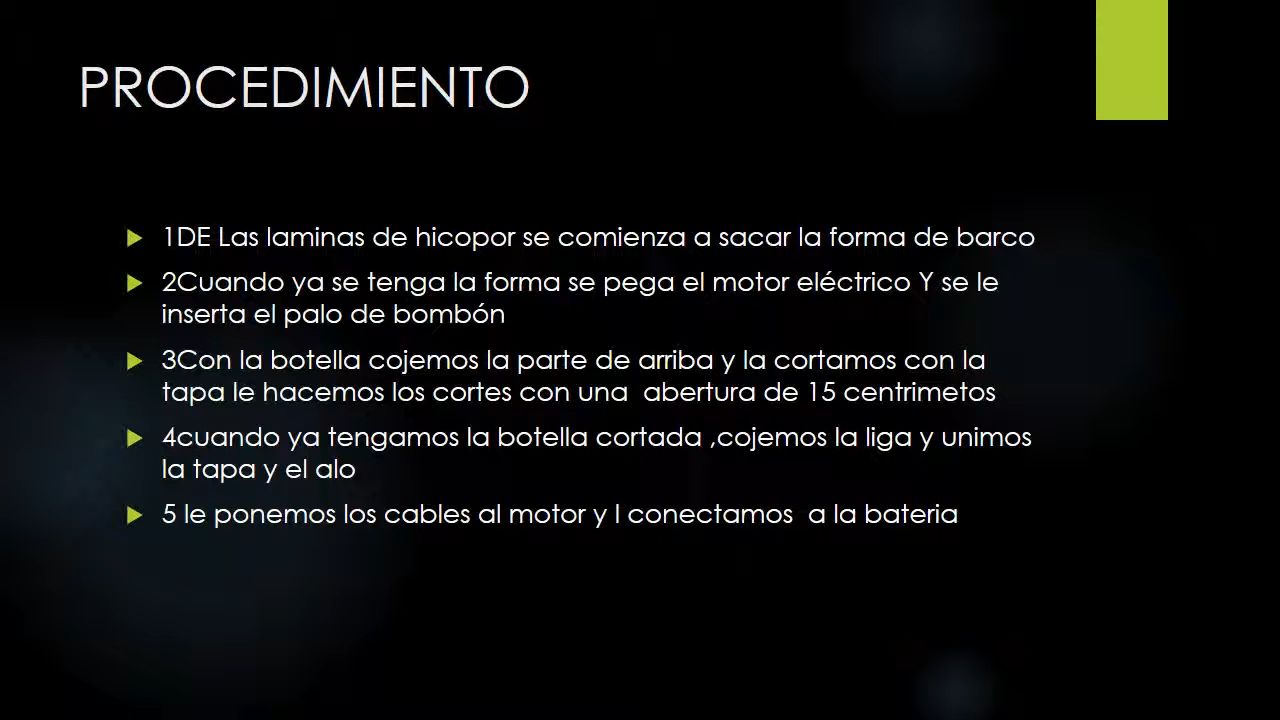 PROCEDIMIENTO
1DE Las laminas de hicopor se comienza a sacar la forma de barco
2Cuando ya se tenga la forma se pega el motor eléctrico Y se le
inserta el palo de bombón
3Con la botella cojemos la parte de arriba y la cortamos con la
tapa le hacemos los cortes con una  abertura de 15 centrimetos
4cuando ya tengamos la botella cortada ,cojemos la liga y unimos
la tapa y el alo
5 le ponemos los cables al motor y l conectamos  a la bateria